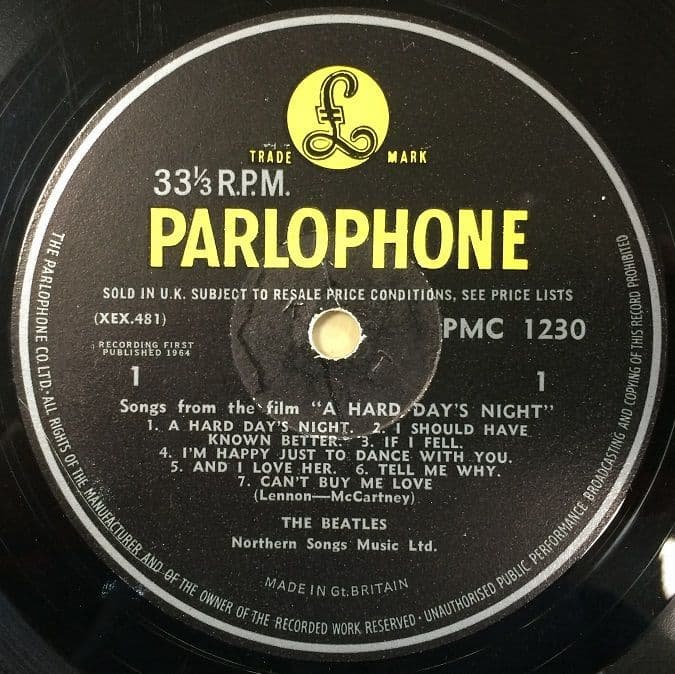 £
TRADE MARK
33⅓ R.P.M.
PARLOPHONE
SOLD IN U.K. SUBJECT TO RESALE PRICE CONDITIONS, SEE PRICE LISTS
(XEX.481)
PMC 1230
RECORDING FIRST
PUBLISHED 1964
1 1
Songs from the film "A HARD DAY'S NIGHT"
1. A HARD DAY'S NIGHT. 2. I SHOULD HAVE
KNOWN BETTER. 3. IF I FELL.
4. I'M HAPPY JUST TO DANCE WITH YOU.
5. AND I LOVE HER. 6. TELL ME WHY.
7. CAN'T BUY ME LOVE
(Lennon—McCartney)
THE BEATLES
Northern Songs Music Ltd.
MADE IN Gt. BRITAIN
THE PARLOPHONE CO. LTD. · ALL RIGHTS OF THE MANUFACTURER AND OF THE OWNER OF THE RECORDED WORK RESERVED · UNAUTHORISED PUBLIC PERFORMANCE BROADCASTING AND COPYING OF THIS RECORD PROHIBITED